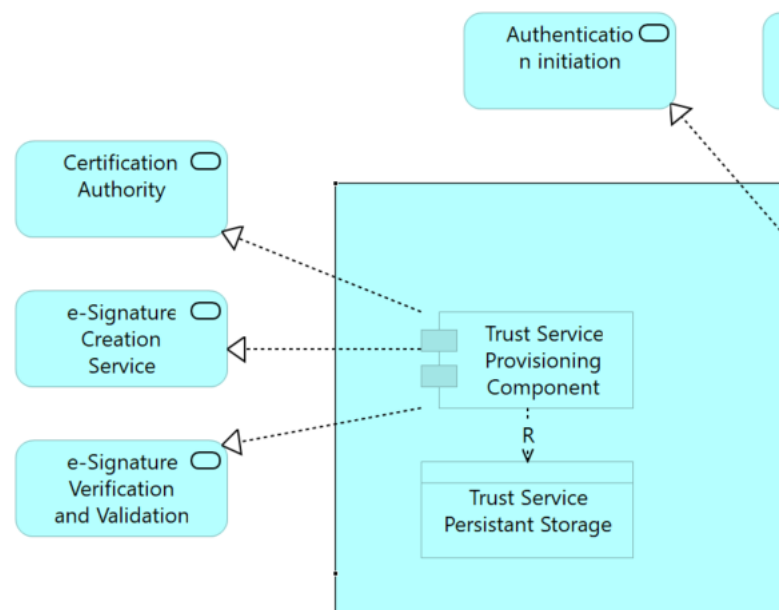 Authenticatio
n initiation
Certification
Authority
e-Signature
Creation
Service
Trust Service
Provisioning
Component
R
e-Signature
Verification
and Validation
Trust Service
Persistant Storage